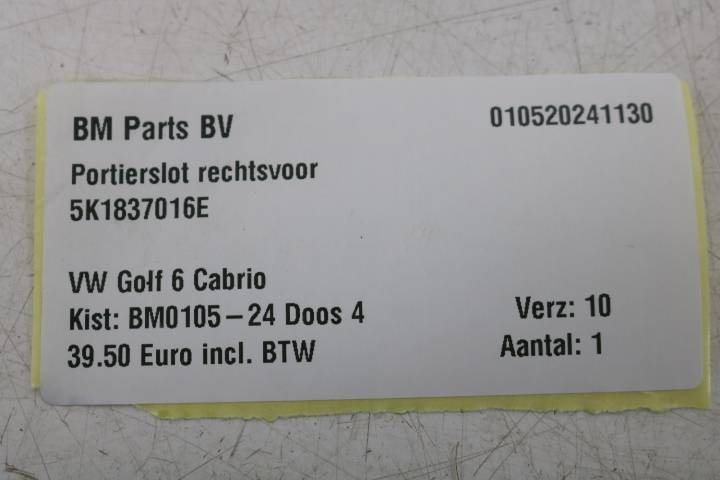 BM Parts BV 010520241130
Portierslot rechtsvoor
5K1837016E
VW Golf 6 Cabrio
Kist: BM0105-24 Doos 4 Verz: 10
39.50 Euro incl. BTW Aantal: 1